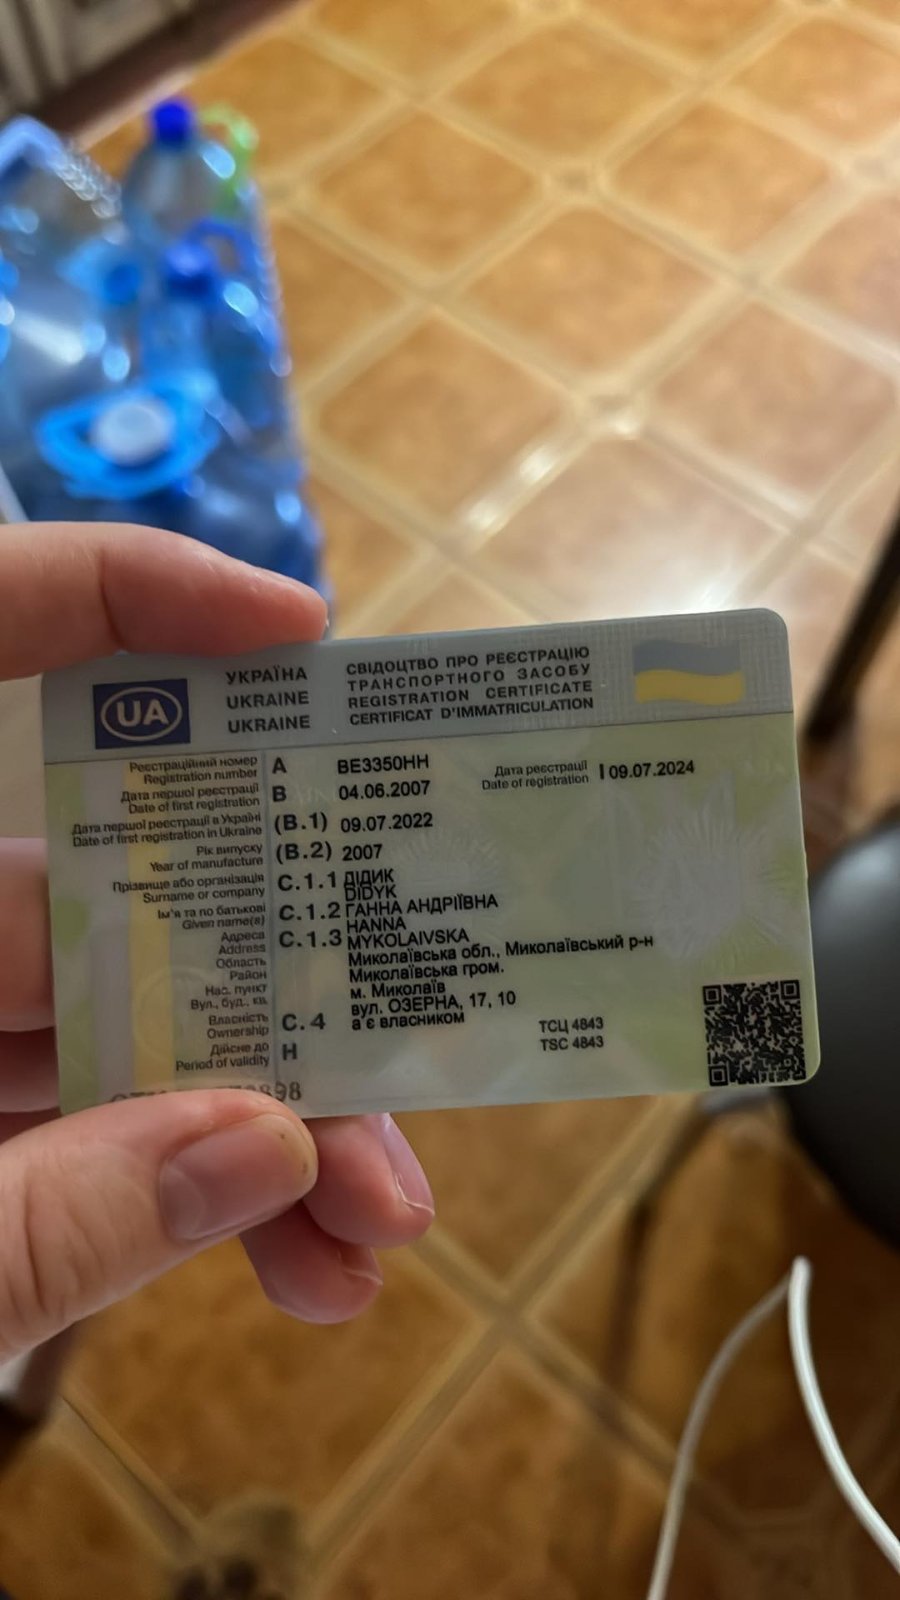 UA
УКРАЇНА
UKRAINE
UKRAINE
СВІДОЦТВО ПРО РЕЄСТРАЦІЮ
ТРАНСПОРТНОГО ЗАСОБУ
REGISTRATION CERTIFICATE
CERTIFICAT D'IMMATRICULATION
Реєстраційний номер
Registration number
A BE3350HH
Дата реєстрації
Date of registration
I 09.07.2024
Дата першої реєстрації
Date of first registration
B 04.06.2007
Дата першої реєстрації в Україні
Date of first registration in Ukraine
(B.1) 09.07.2022
Рік випуску
Year of manufacture
(B.2) 2007
Прізвище або організація
Surname or company
C.1.1 ДІДИК
DIDYK
Ім'я та по батькові
Given name(s)
C.1.2 ГАННА АНДРІЇВНА
HANNA
Адреса
Address
C.1.3 MYKOLAIVSKA
Область
Миколаївська обл., Миколаївський р-н
Район
Миколаївська гром.
Нас. пункт
м. Миколаїв
Вул., буд., кв.
вул. ОЗЕРНА, 17, 10
Власність
Ownership
C.4 а є власником
ТСЦ 4843
TSC 4843
Дійсне до
Period of validity
H